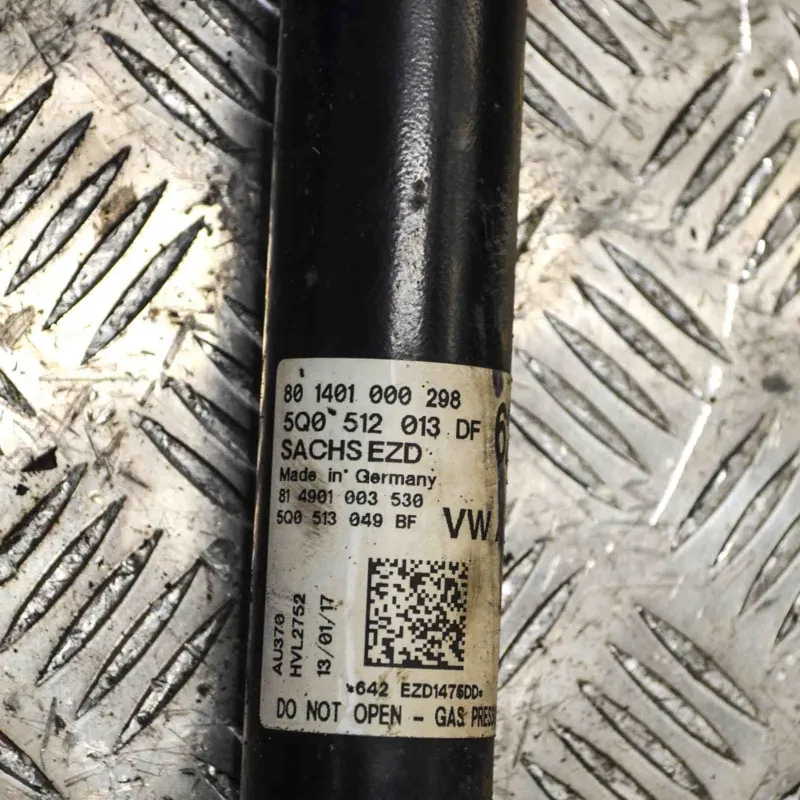 80 1401 000 298
5Q0 512 013 DF
SACHS EZD
Made in Germany
81 4901 003 530
5Q0 513 049 BF
VW
AU370
HVL2752
13/01/17
*642 EZD1475DD*
DO NOT OPEN - GAS